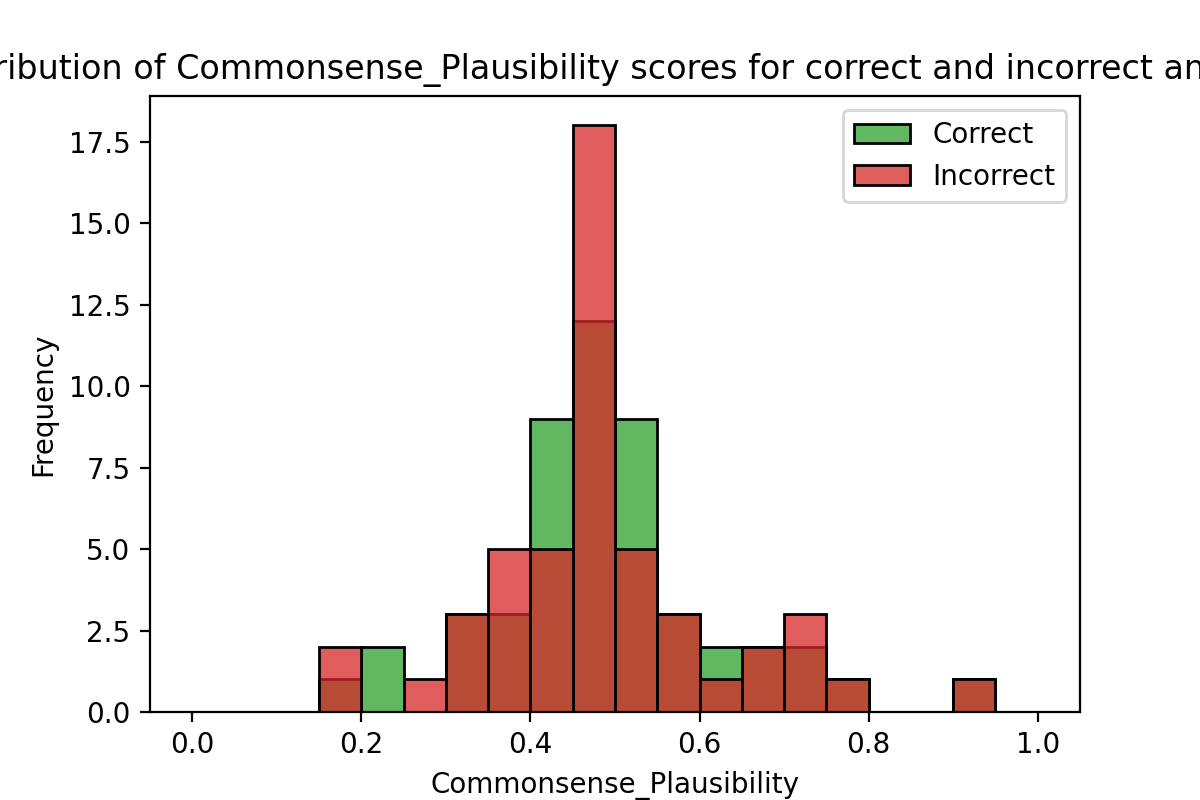 ribution of Commonsense_Plausibility scores for correct and incorrect an
Correct
Incorrect
17.5
15.0
12.5
10.0
7.5
5.0
2.5
0.0
Frequency
0.0 0.2 0.4 0.6 0.8 1.0
Commonsense_Plausibility